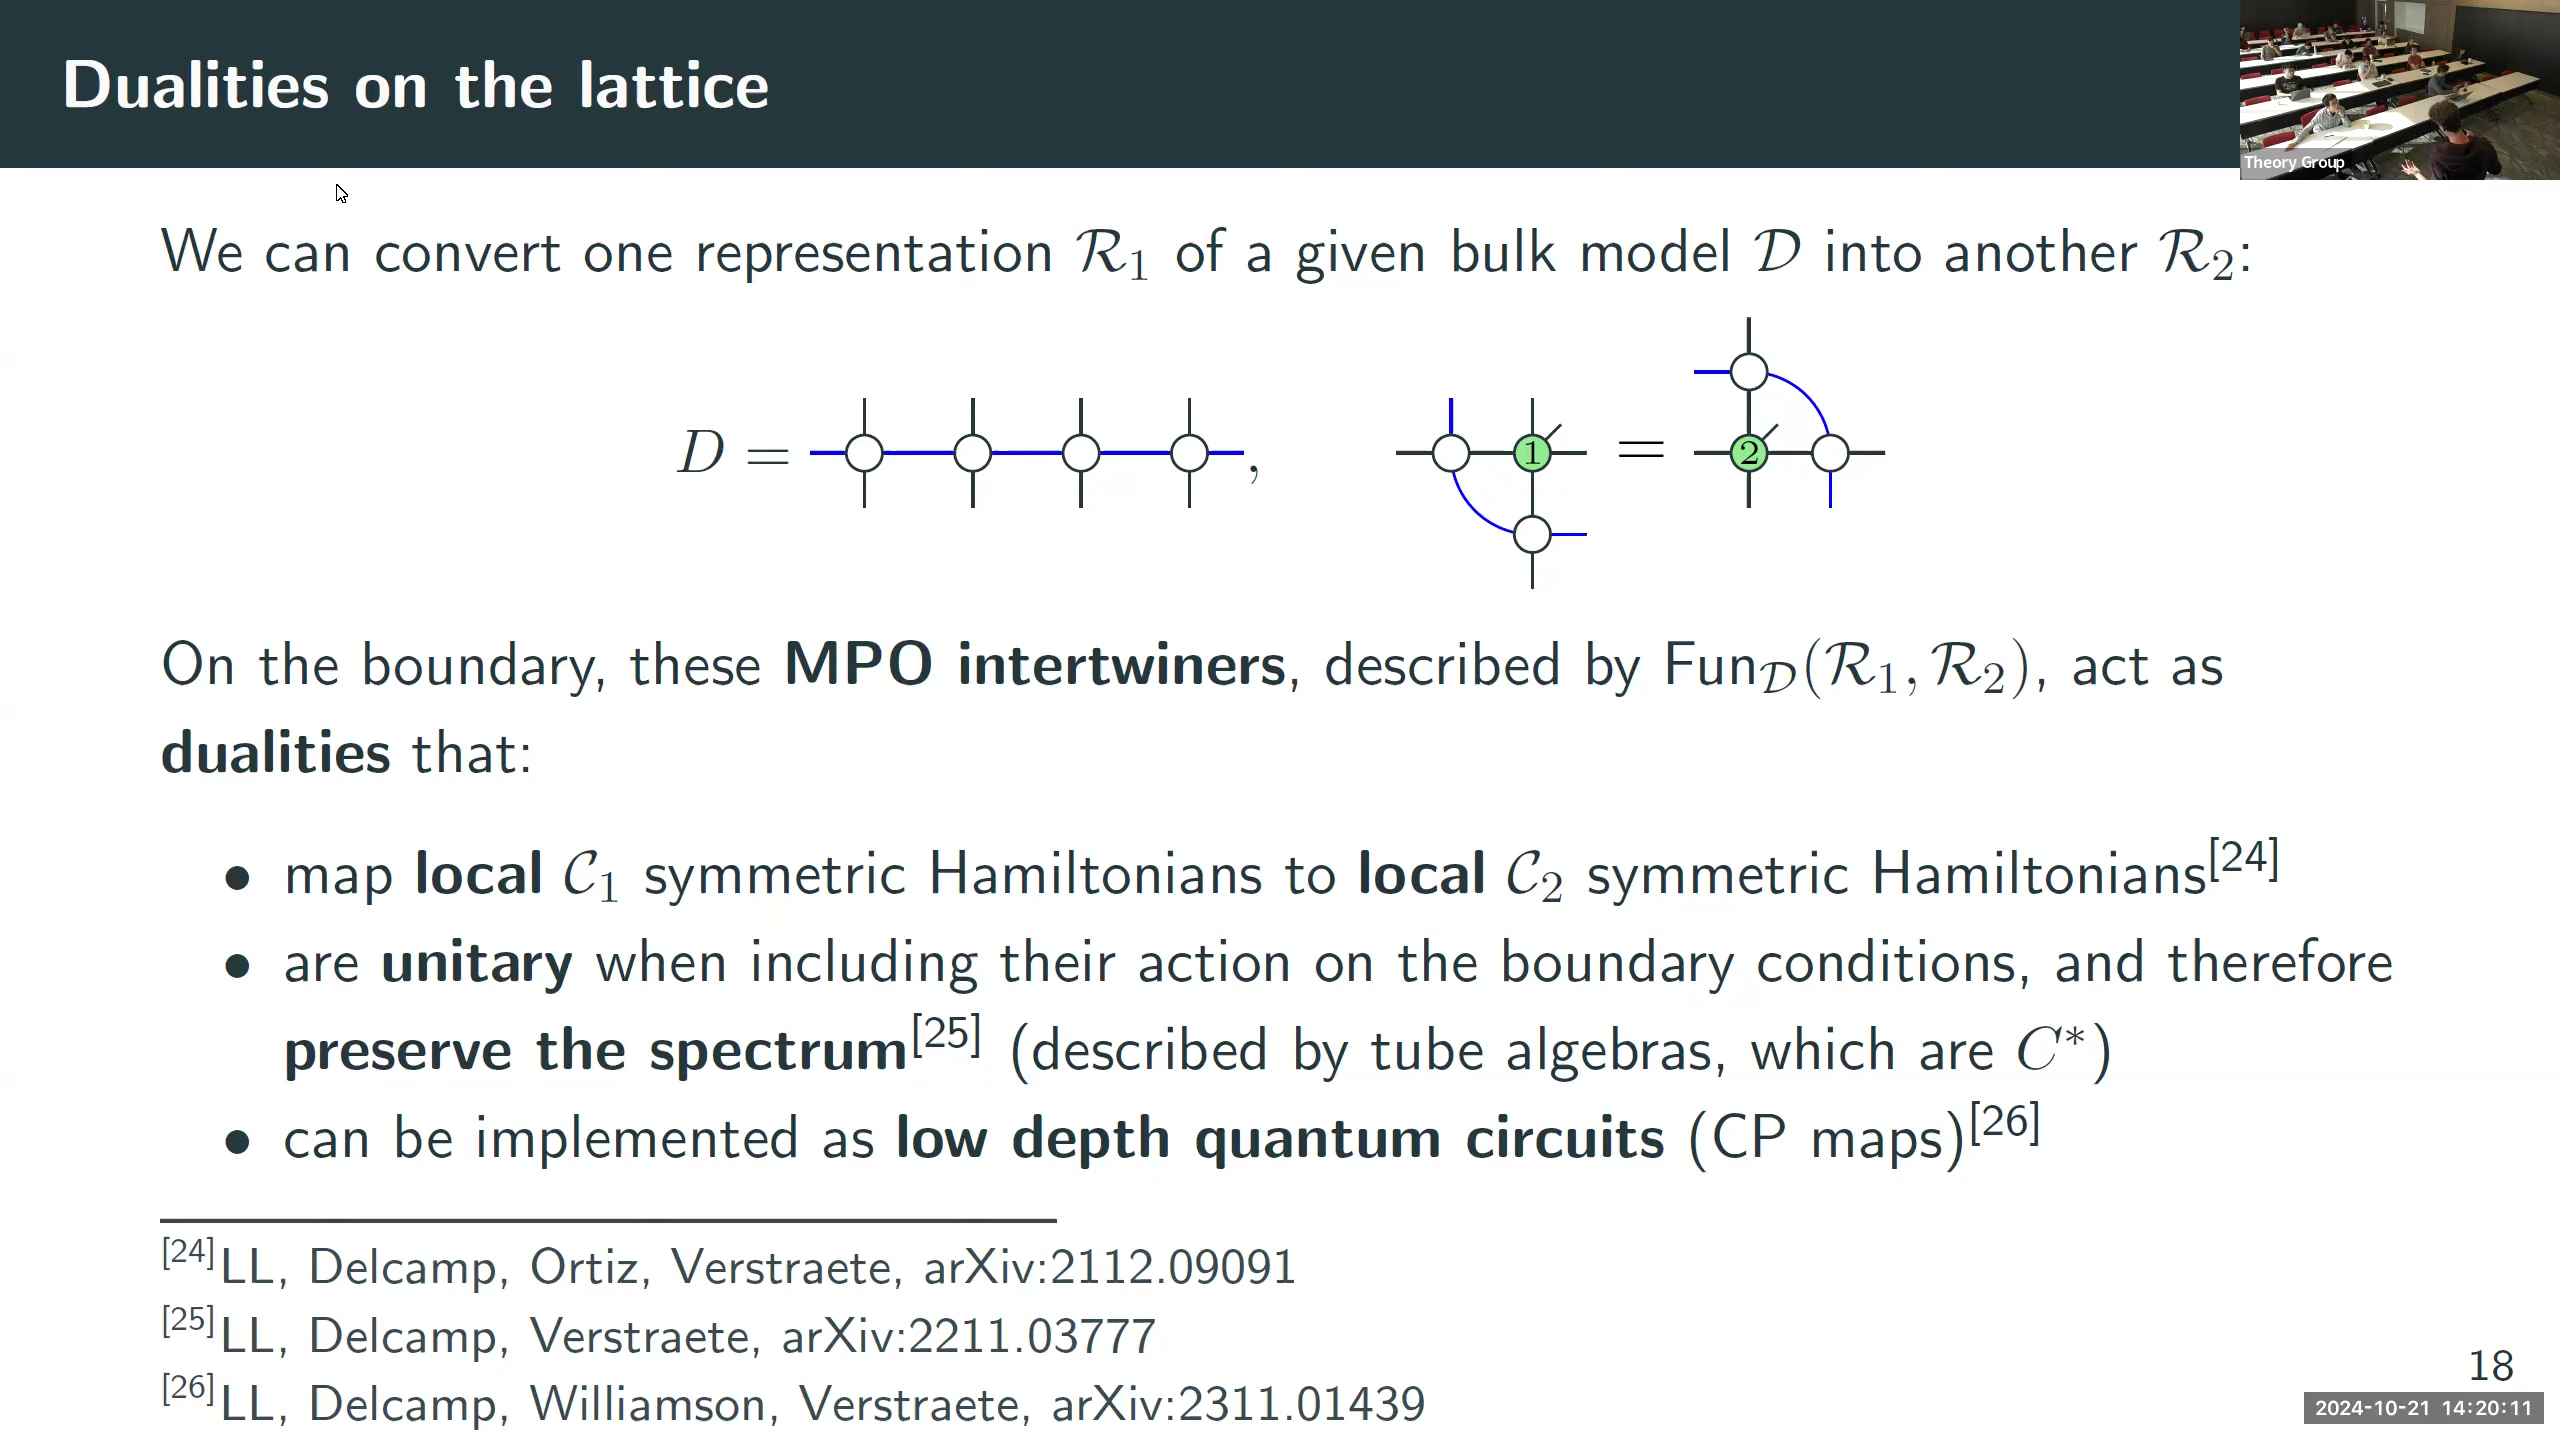 Dualities on the lattice
Theory Group
We can convert one representation ℛ₁ of a given bulk model 𝒟 into another ℛ₂:
D = , 1 = 2
On the boundary, these MPO intertwiners, described by Fun_𝒟(ℛ₁, ℛ₂), act as
dualities that:
• map local 𝒞₁ symmetric Hamiltonians to local 𝒞₂ symmetric Hamiltonians[24]
• are unitary when including their action on the boundary conditions, and therefore
preserve the spectrum[25] (described by tube algebras, which are C*)
• can be implemented as low depth quantum circuits (CP maps)[26]
[24]LL, Delcamp, Ortiz, Verstraete, arXiv:2112.09091
[25]LL, Delcamp, Verstraete, arXiv:2211.03777
[26]LL, Delcamp, Williamson, Verstraete, arXiv:2311.01439
18
2024-10-21 14:20:11